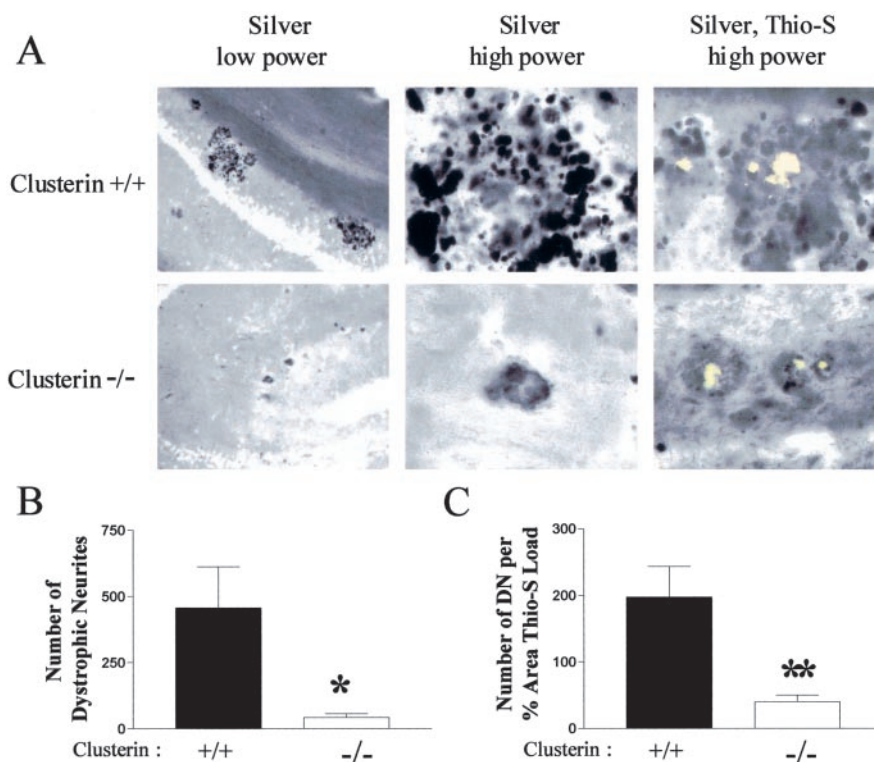 A
Silver
low power
Silver
high power
Silver, Thio-S
high power
Clusterin +/+
Clusterin -/-
B
Number of
Dystrophic Neurites
750
500
250
0
*
Clusterin : +/+ -/-
C
Number of DN per
% Area Thio-S Load
300
200
100
0
**
Clusterin : +/+ -/-